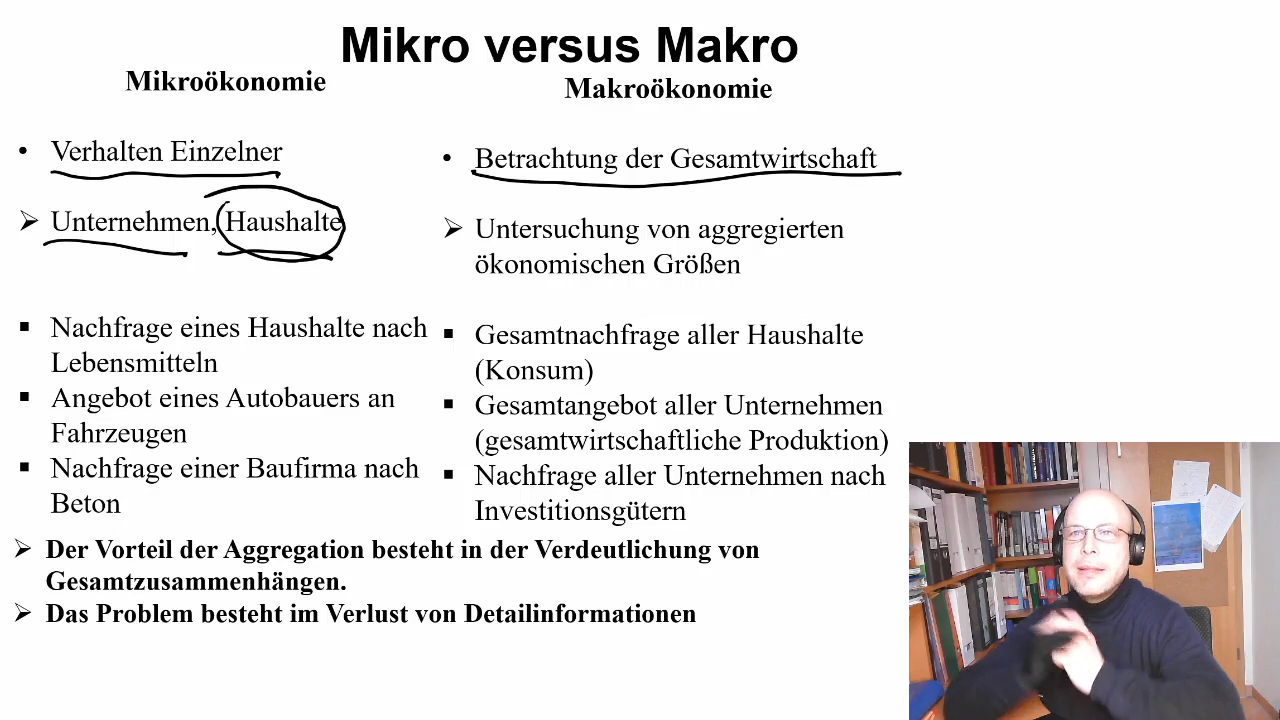 Mikro versus Makro
Mikroökonomie
• Verhalten Einzelner
➢ Unternehmen, Haushalte
▪ Nachfrage eines Haushalte nach
Lebensmitteln
▪ Angebot eines Autobauers an
Fahrzeugen
▪ Nachfrage einer Baufirma nach
Beton
Makroökonomie
• Betrachtung der Gesamtwirtschaft
➢ Untersuchung von aggregierten
ökonomischen Größen
▪ Gesamtnachfrage aller Haushalte
(Konsum)
▪ Gesamtangebot aller Unternehmen
(gesamtwirtschaftliche Produktion)
▪ Nachfrage aller Unternehmen nach
Investitionsgütern
➢ Der Vorteil der Aggregation besteht in der Verdeutlichung von
Gesamtzusammenhängen.
➢ Das Problem besteht im Verlust von Detailinformationen